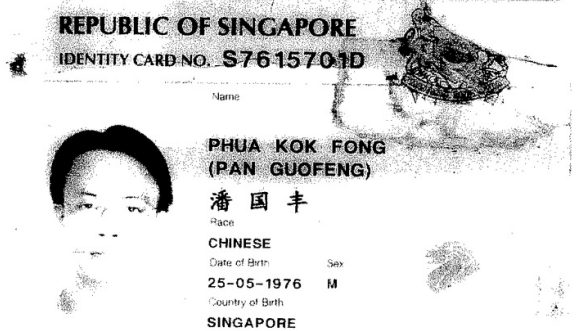 REPUBLIC OF SINGAPORE
IDENTITY CARD NO. S7615701D
Name
PHUA KOK FONG
(PAN GUOFENG)
潘国丰
Race
CHINESE
Date of Birth Sex
25-05-1976 M
Country of Birth
SINGAPORE